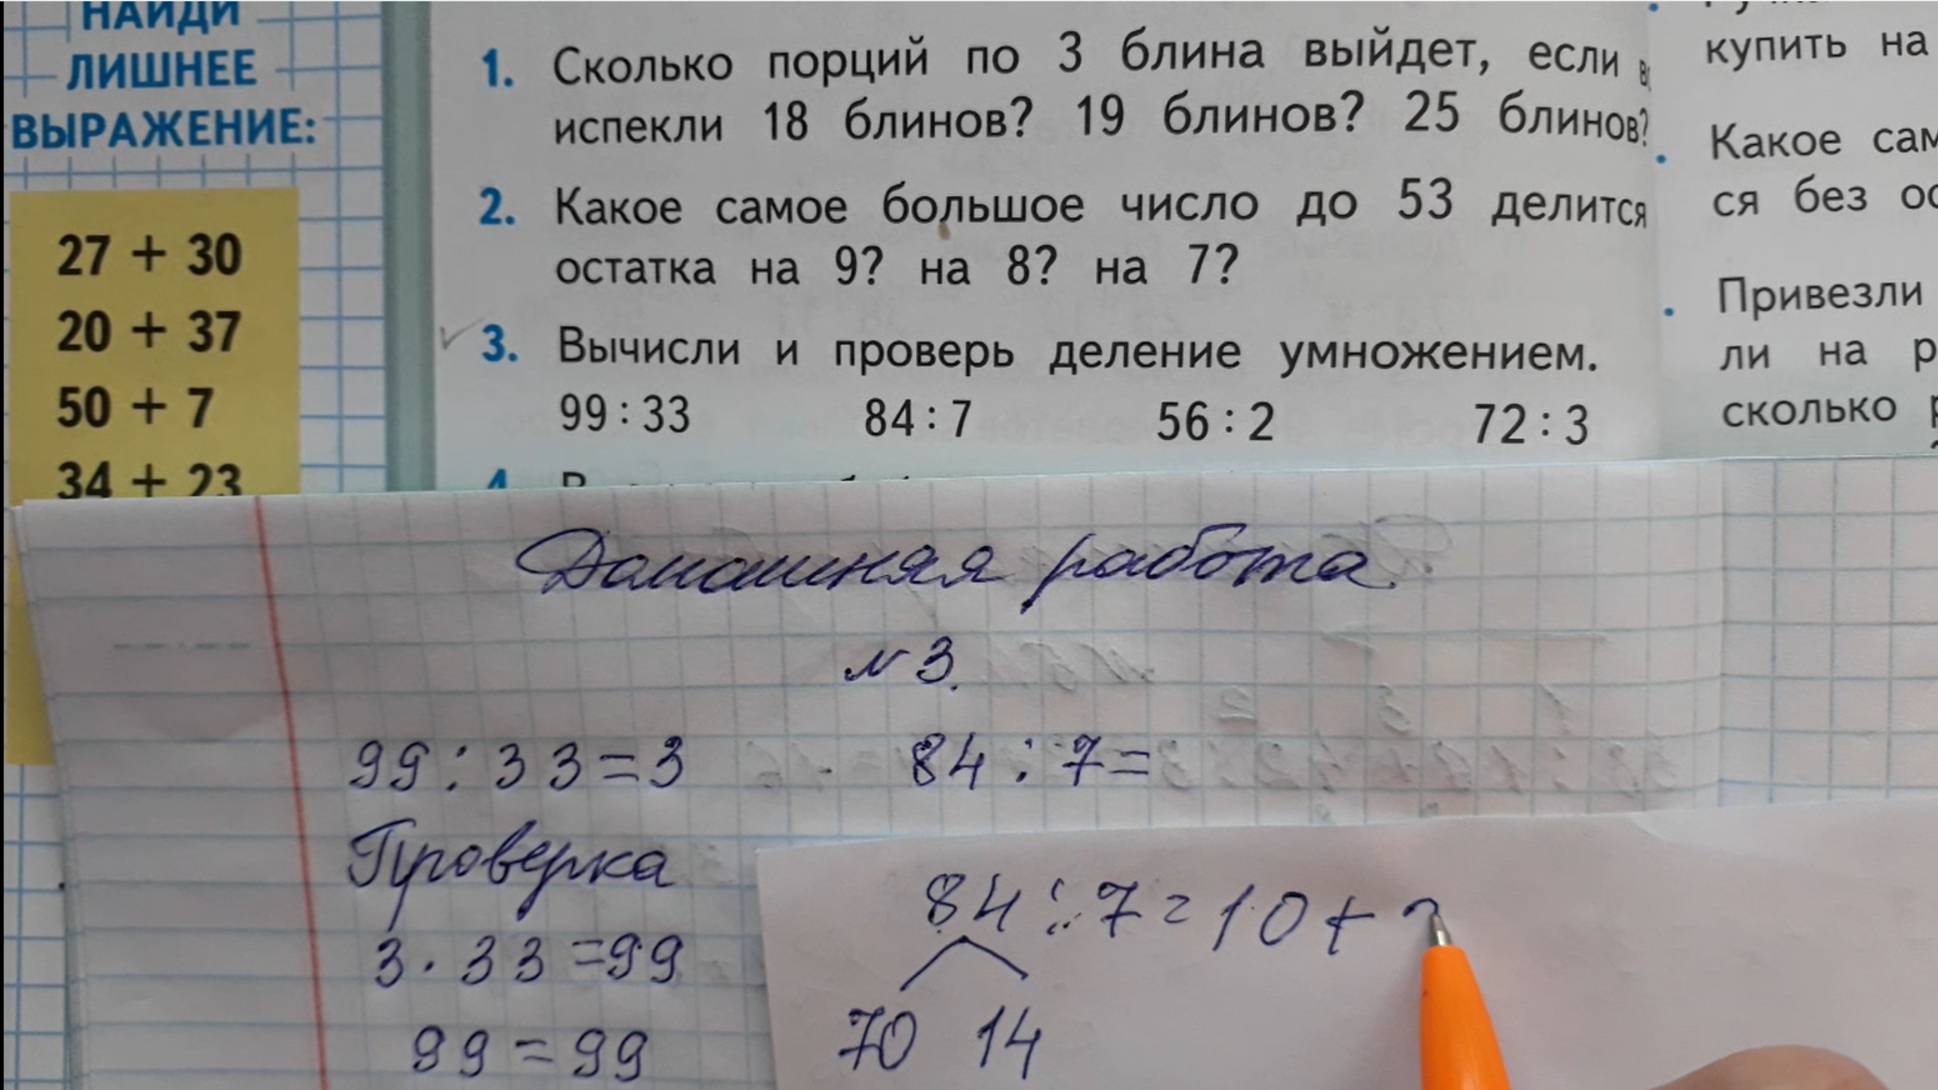 НАЙДИ
ЛИШНЕЕ
ВЫРАЖЕНИЕ:
27 + 30
20 + 37
50 + 7
34 + 23
1. Сколько порций по 3 блина выйдет, если
испекли 18 блинов? 19 блинов? 25 блинов?
2. Какое самое большое число до 53 делится
остатка на 9? на 8? на 7?
3. Вычисли и проверь деление умножением.
99 : 33 84 : 7 56 : 2 72 : 3
4.
купить на
Какое сам
ся без ос
Привезли
ли на р
сколько
Домашняя работа
№ 3.
99 : 33 = 3 84 : 7 =
Проверка
3 · 33 = 99
99 = 99
84 : 7 = 10 +
70 14